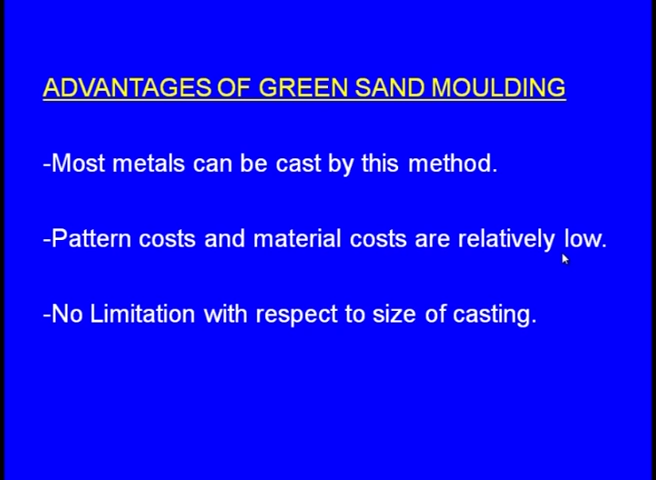 ADVANTAGES OF GREEN SAND MOULDING
-Most metals can be cast by this method.
-Pattern costs and material costs are relatively low.
-No Limitation with respect to size of casting.